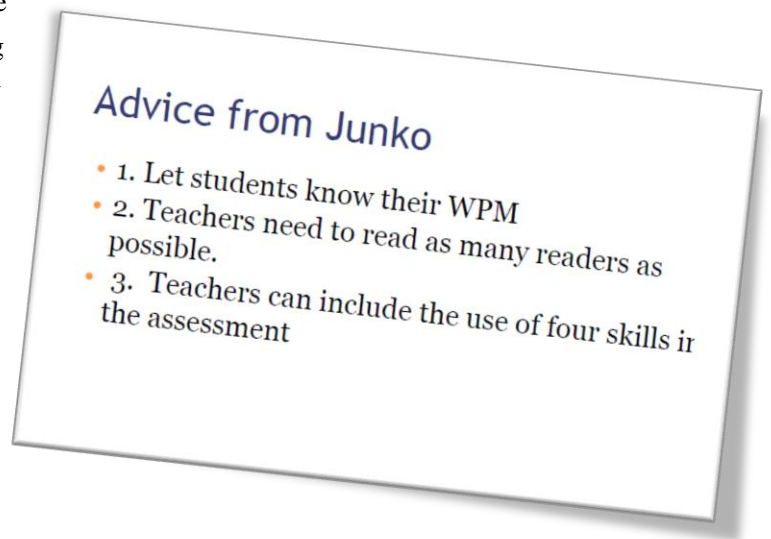 Advice from Junko
• 1. Let students know their WPM
• 2. Teachers need to read as many readers as
possible.
• 3. Teachers can include the use of four skills
the assessment